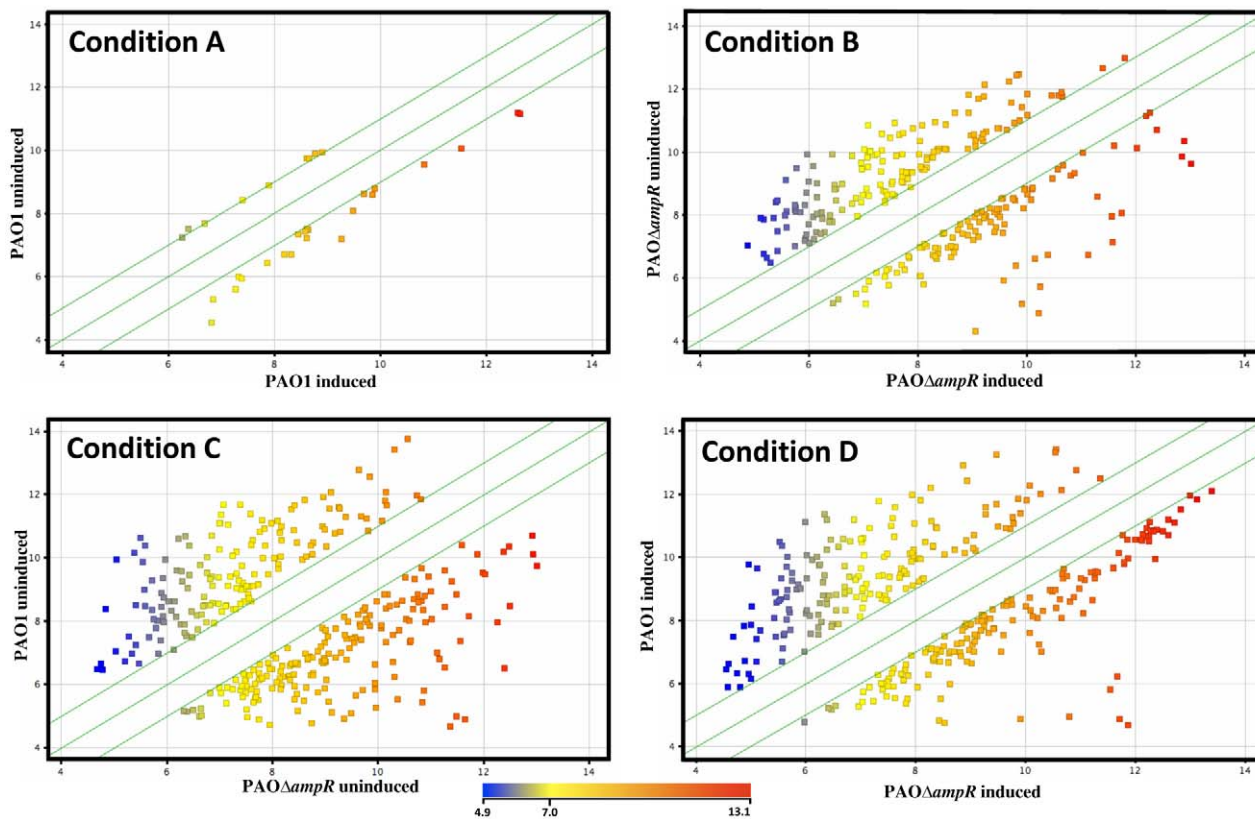 Condition A
14
12
10
8
6
4
PAO1 uninduced
4 6 8 10 12 14
PAO1 induced
Condition B
14
12
10
8
6
4
PAOΔampR uninduced
4 6 8 10 12 14
PAOΔampR induced
Condition C
14
12
10
8
6
4
PAO1 uninduced
4 6 8 10 12 14
PAOΔampR uninduced
Condition D
14
12
10
8
6
4
PAO1 induced
4 6 8 10 12 14
PAOΔampR induced
4.9 7.0 13.1